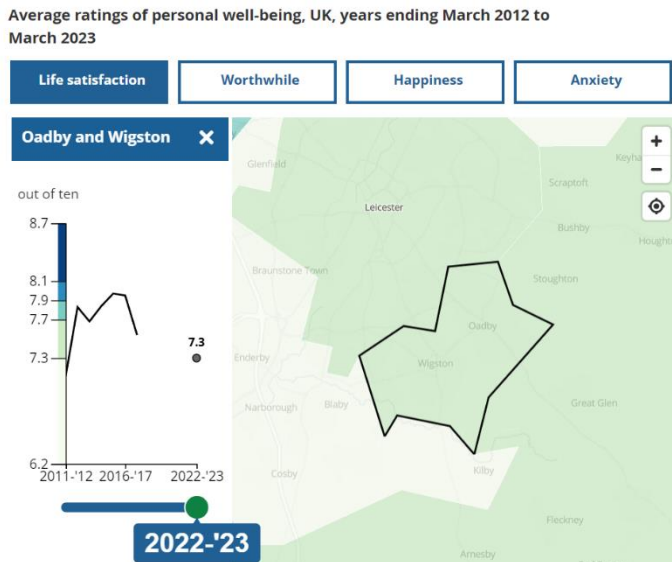 Average ratings of personal well-being, UK, years ending March 2012 to
March 2023
Life satisfaction
Worthwhile
Happiness
Anxiety
Oadby and Wigston ×
out of ten
8.7
8.1
7.9
7.7
7.3
6.2
7.3
2011-'12 2016-'17 2022-'23
2022-'23
+
−
Glenfield
Leicester
Scraptoft
Bushby
Braunstone Town
Stoughton
Oadby
Enderby
Wigston
Narborough
Blaby
Great Glen
Cosby
Kilby
Fleckney
Arnesby